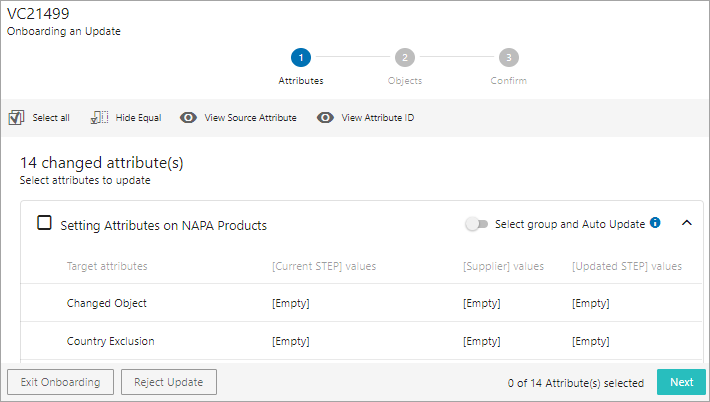 VC21499
Onboarding an Update
1 2 3
Attributes Objects Confirm
Select all Hide Equal View Source Attribute View Attribute ID
14 changed attribute(s)
Select attributes to update
Setting Attributes on NAPA Products Select group and Auto Update i
Target attributes [Current STEP] values [Supplier] values [Updated STEP] values
Changed Object [Empty] [Empty] [Empty]
Country Exclusion [Empty] [Empty] [Empty]
Exit Onboarding Reject Update 0 of 14 Attribute(s) selected Next